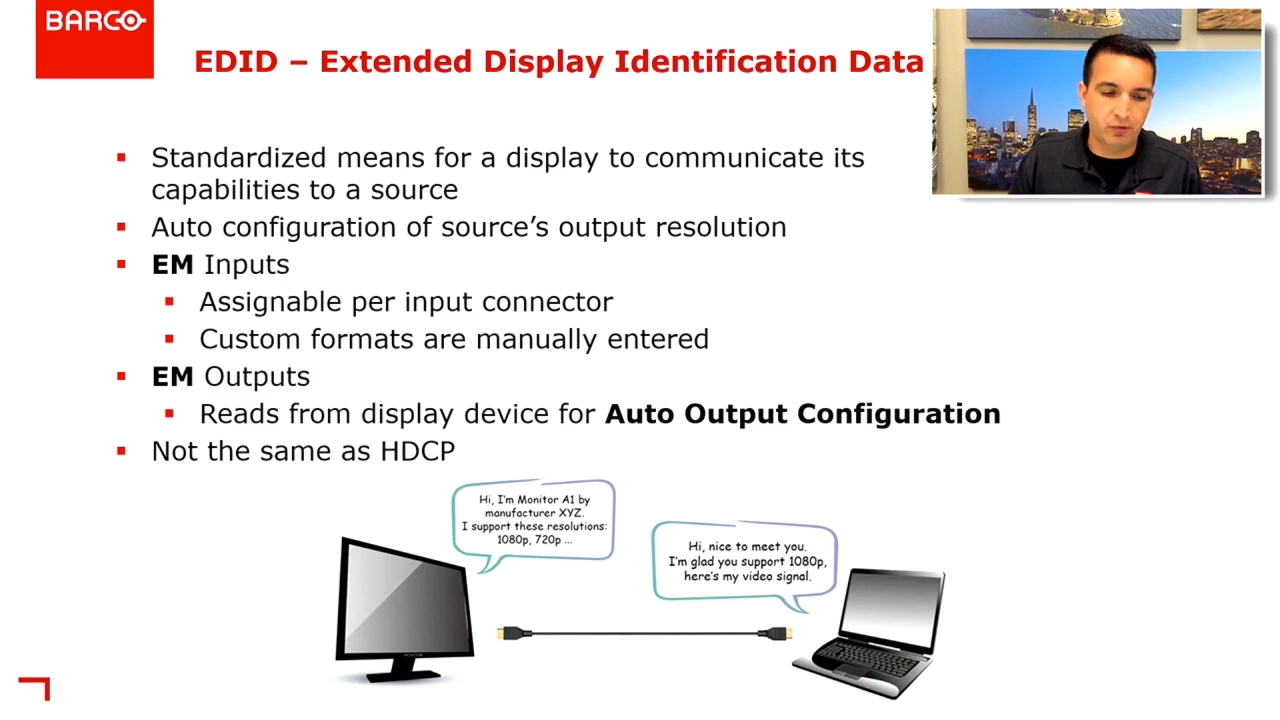 BARCO
EDID – Extended Display Identification Data
Standardized means for a display to communicate its
capabilities to a source
Auto configuration of source’s output resolution
EM Inputs
Assignable per input connector
Custom formats are manually entered
EM Outputs
Reads from display device for Auto Output Configuration
Not the same as HDCP
Hi, I'm Monitor A1 by
manufacturer XYZ.
I support these resolutions:
1080p, 720p ...
Hi, nice to meet you.
I'm glad you support 1080p,
here's my video signal.